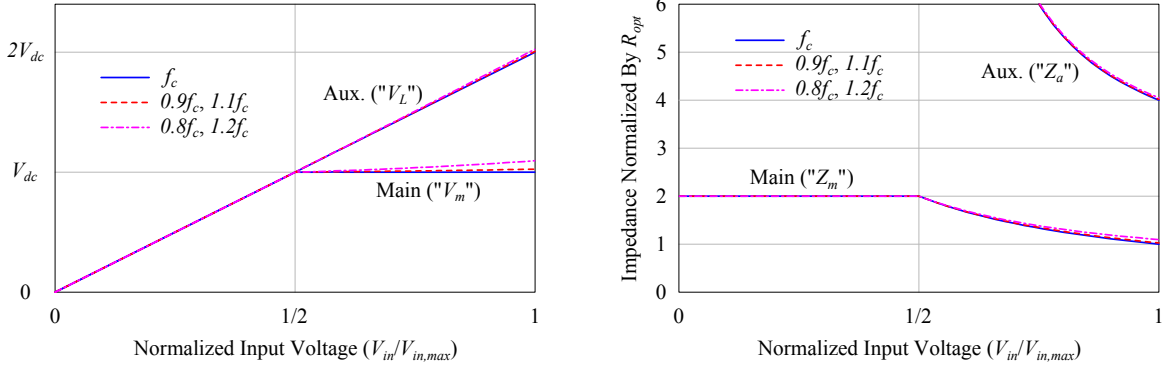 2V_dc
f_c
0.9f_c, 1.1f_c
0.8f_c, 1.2f_c
Aux. ("V_L")
V_dc
Main ("V_m")
0
0
1/2
1
Normalized Input Voltage (V_in/V_in,max)
Impedance Normalized By R_opt
6
5
4
3
2
1
0
f_c
0.9f_c, 1.1f_c
0.8f_c, 1.2f_c
Aux. ("Z_a")
Main ("Z_m")
0
1/2
1
Normalized Input Voltage (V_in/V_in,max)